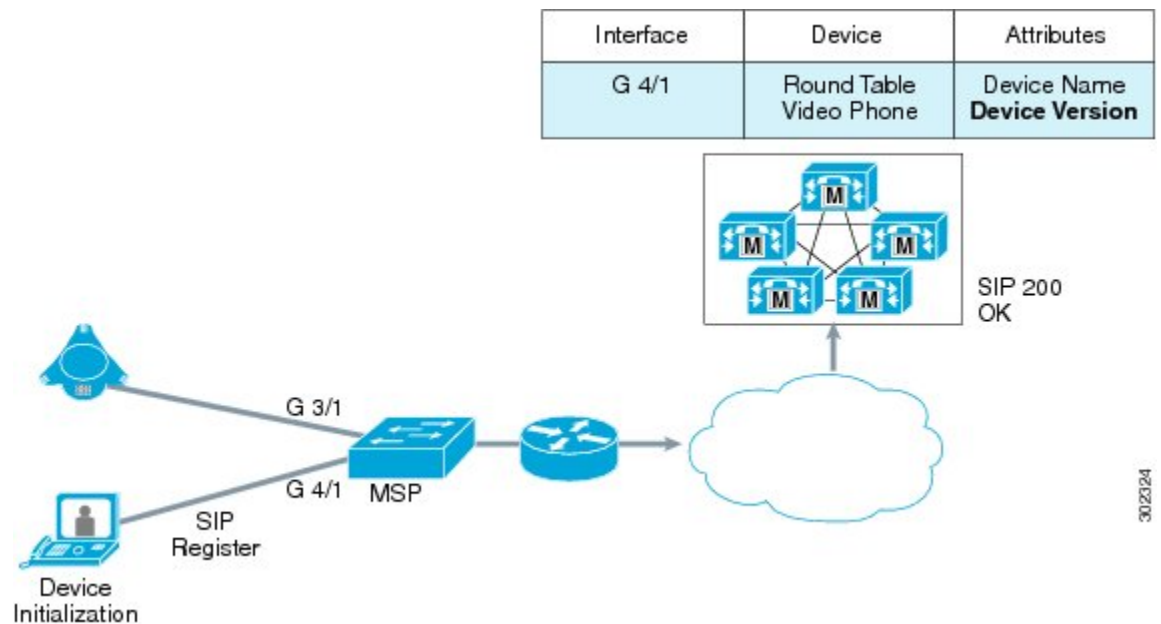 Interface Device Attributes
G 4/1 Round Table Device Name
Video Phone Device Version
M
M M
M M
SIP 200
OK
G 3/1
G 4/1 MSP
SIP
Register
Device
Initialization
302324